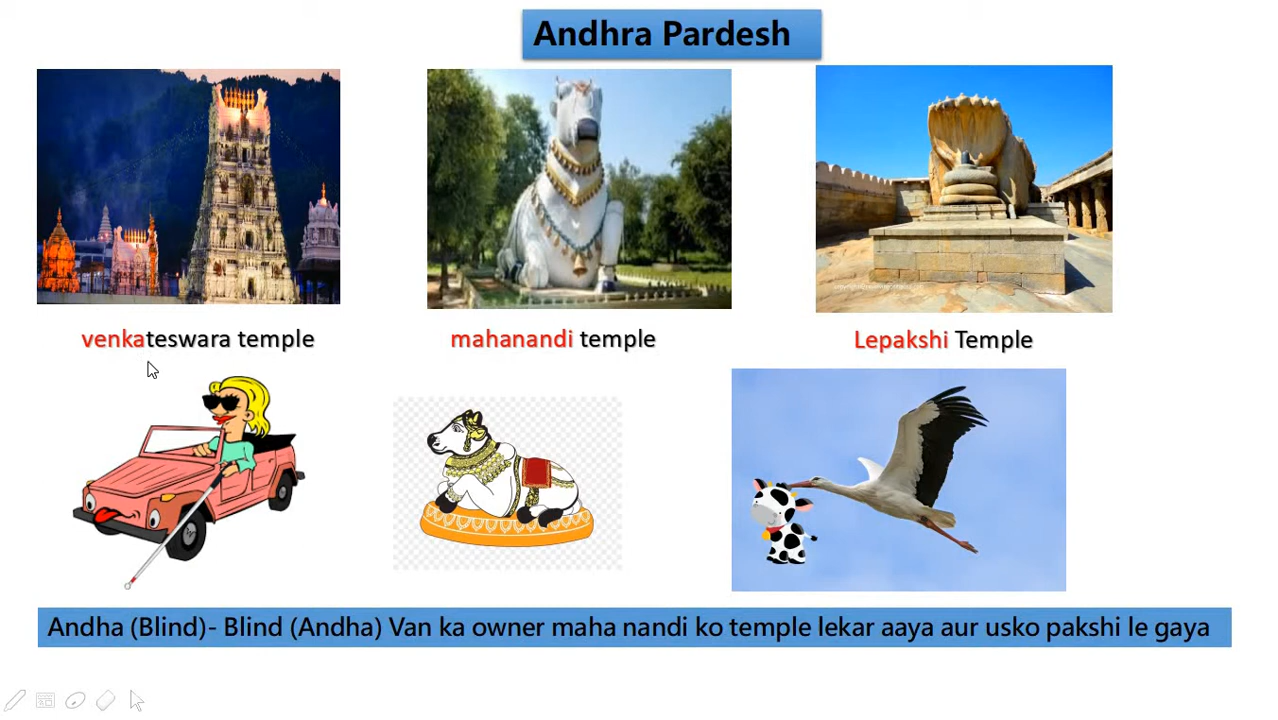 Andhra Pardesh
venkateswara temple
mahanandi temple
Lepakshi Temple
Andha (Blind)- Blind (Andha) Van ka owner maha nandi ko temple lekar aaya aur usko pakshi le gaya